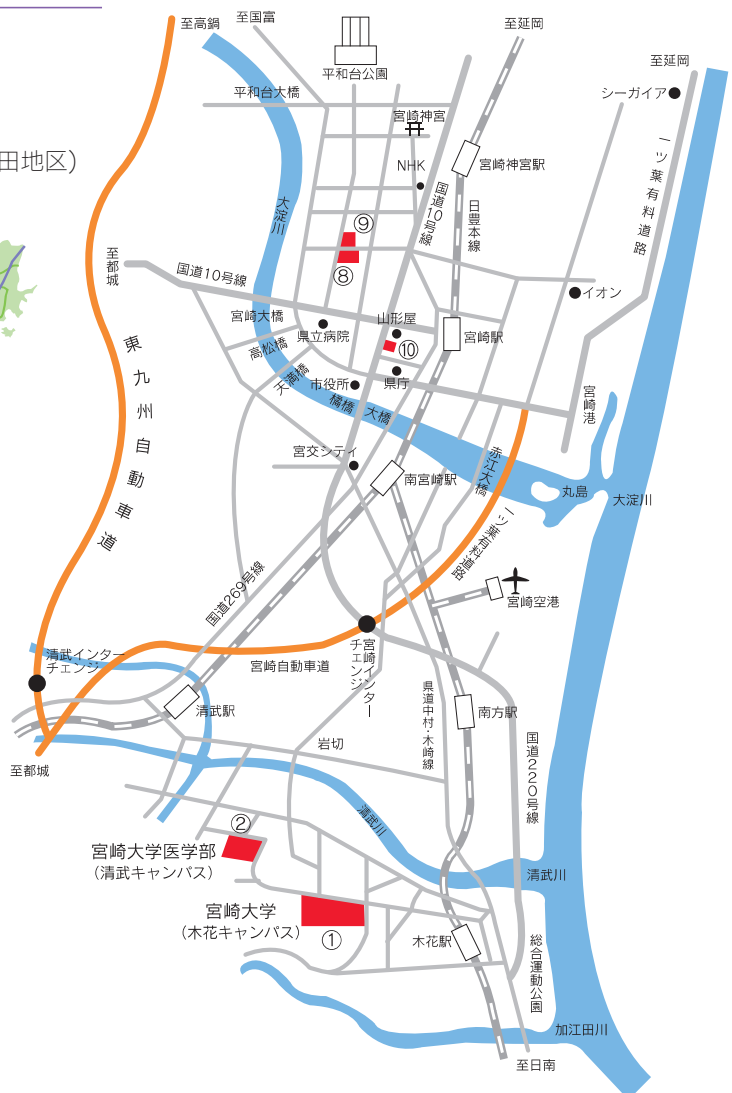 至高鍋
至国富
至延岡
至延岡
平和台公園
シーガイア
平和台大橋
宮崎神宮
田地区)
NHK
宮崎神宮駅
一ツ葉有料道路
大淀川
国道10号線
日豊本線
⑨
⑧
至都城
国道10号線
イオン
宮崎大橋
山形屋
県立病院
宮崎駅
高松橋
⑩
東九州自動車道
天満橋
市役所
県庁
橘橋
大橋
宮崎港
宮交シティ
赤江大橋
南宮崎駅
丸島
大淀川
一ツ葉有料道路
国道269号線
宮崎空港
清武インター
チェンジ
宮崎自動車道
宮崎インター
チェンジ
県道中村・木崎線
清武駅
南方駅
岩切
国道220号線
至都城
清武川
②
宮崎大学医学部
(清武キャンパス)
清武川
宮崎大学
(木花キャンパス)
①
木花駅
総合運動公園
加江田川
至日南